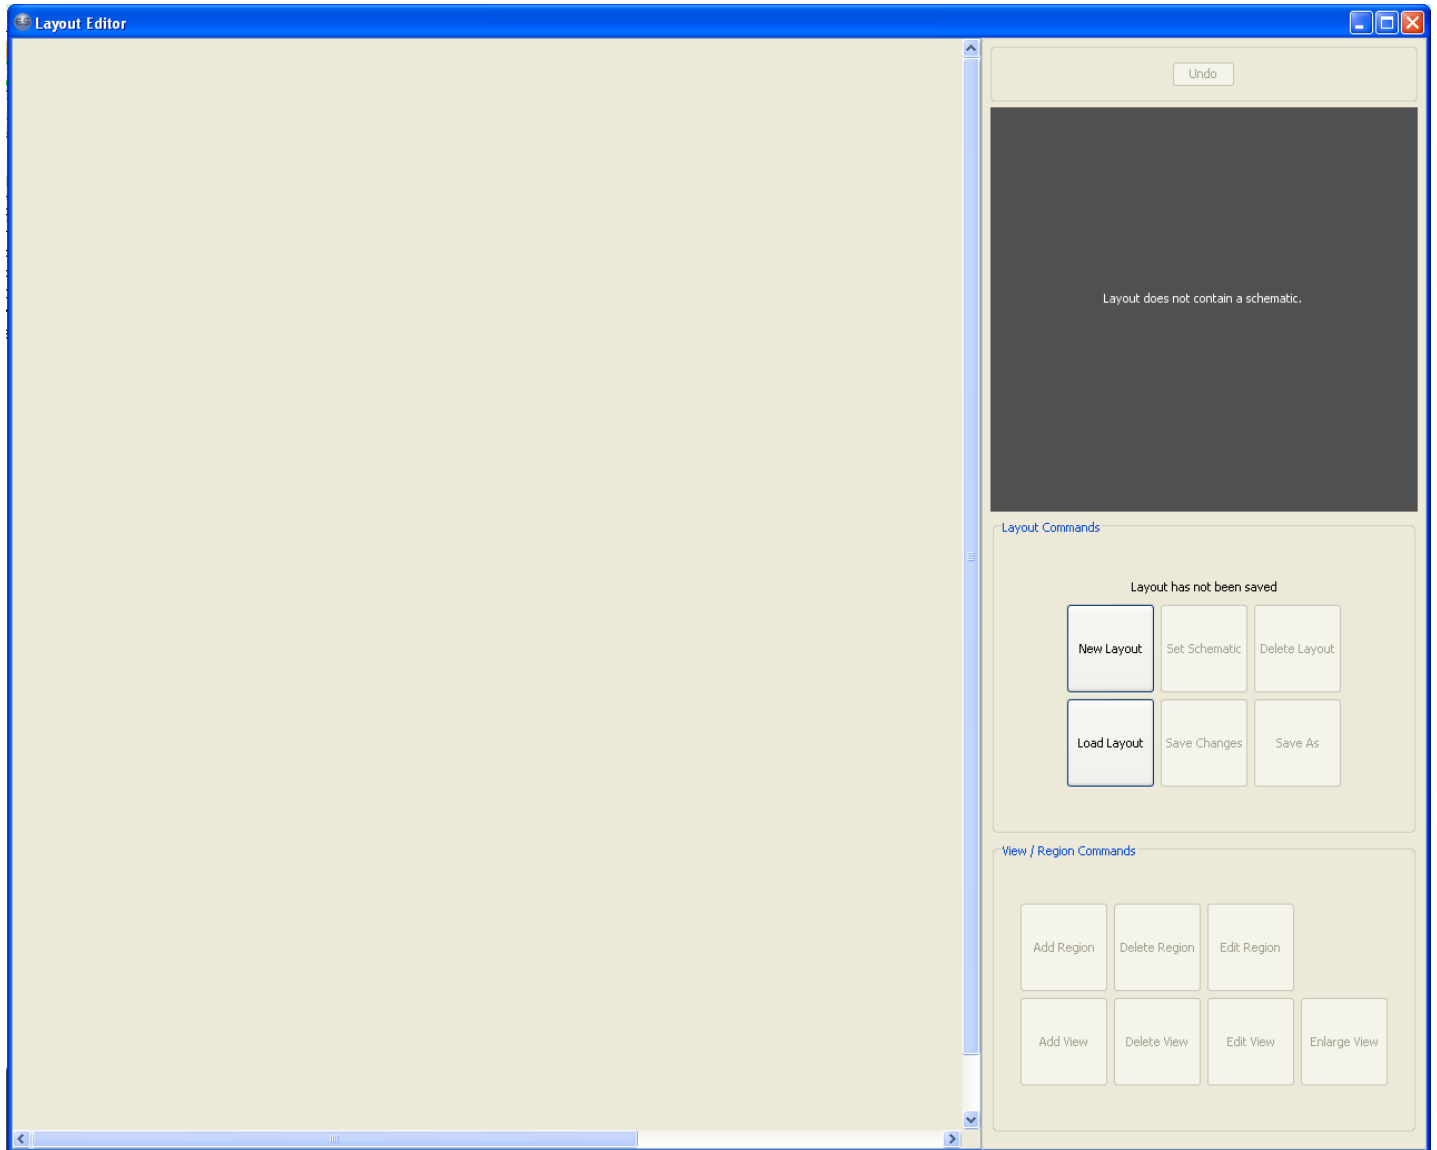 Layout Editor
Undo
Layout does not contain a schematic.
Layout Commands
Layout has not been saved
New Layout Set Schematic Delete Layout
Load Layout Save Changes Save As
View / Region Commands
Add Region Delete Region Edit Region
Add View Delete View Edit View Enlarge View